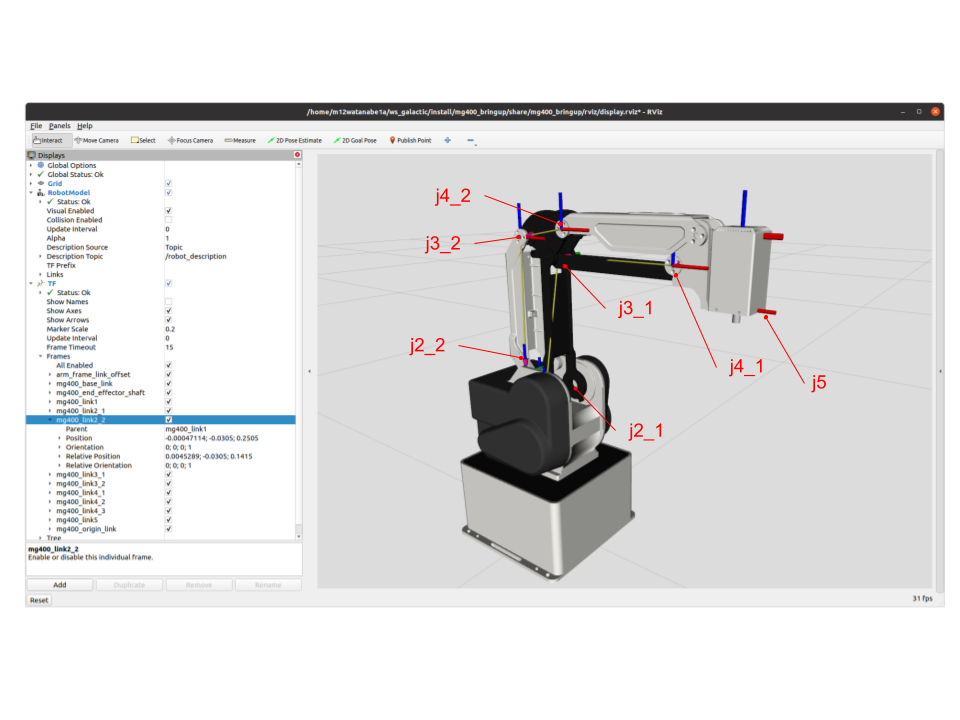 /home/m12watanabe1a/ws_galactic/install/mg400_bringup/share/mg400_bringup/rviz/display.rviz* - RViz
File Panels Help
Interact Move Camera Select Focus Camera Measure 2D Pose Estimate 2D Goal Pose Publish Point
Displays
Global Options
Global Status: Ok
Grid
RobotModel
Status: Ok
Visual Enabled
Collision Enabled
Update Interval 0
Alpha 1
Description Source Topic
Description Topic /robot_description
TF Prefix
Links
TF
Status: Ok
Show Names
Show Axes
Show Arrows
Marker Scale 0.2
Update Interval 0
Frame Timeout 15
Frames
All Enabled
arm_frame_link_offset
mg400_base_link
mg400_end_effector_shaft
mg400_link1
mg400_link2_1
mg400_link2_2
Parent mg400_link1
Position -0.00047114; -0.0305; 0.2505
Orientation 0; 0; 0; 1
Relative Position 0.0045289; -0.0305; 0.1415
Relative Orientation 0; 0; 0; 1
mg400_link3_1
mg400_link3_2
mg400_link4_1
mg400_link4_2
mg400_link4_3
mg400_link5
mg400_origin_link
Tree
mg400_link2_2
Enable or disable this individual frame.
Add Duplicate Remove Rename
Reset
31 fps
j4_2
j3_2
j3_1
j2_2
j4_1
j5
j2_1